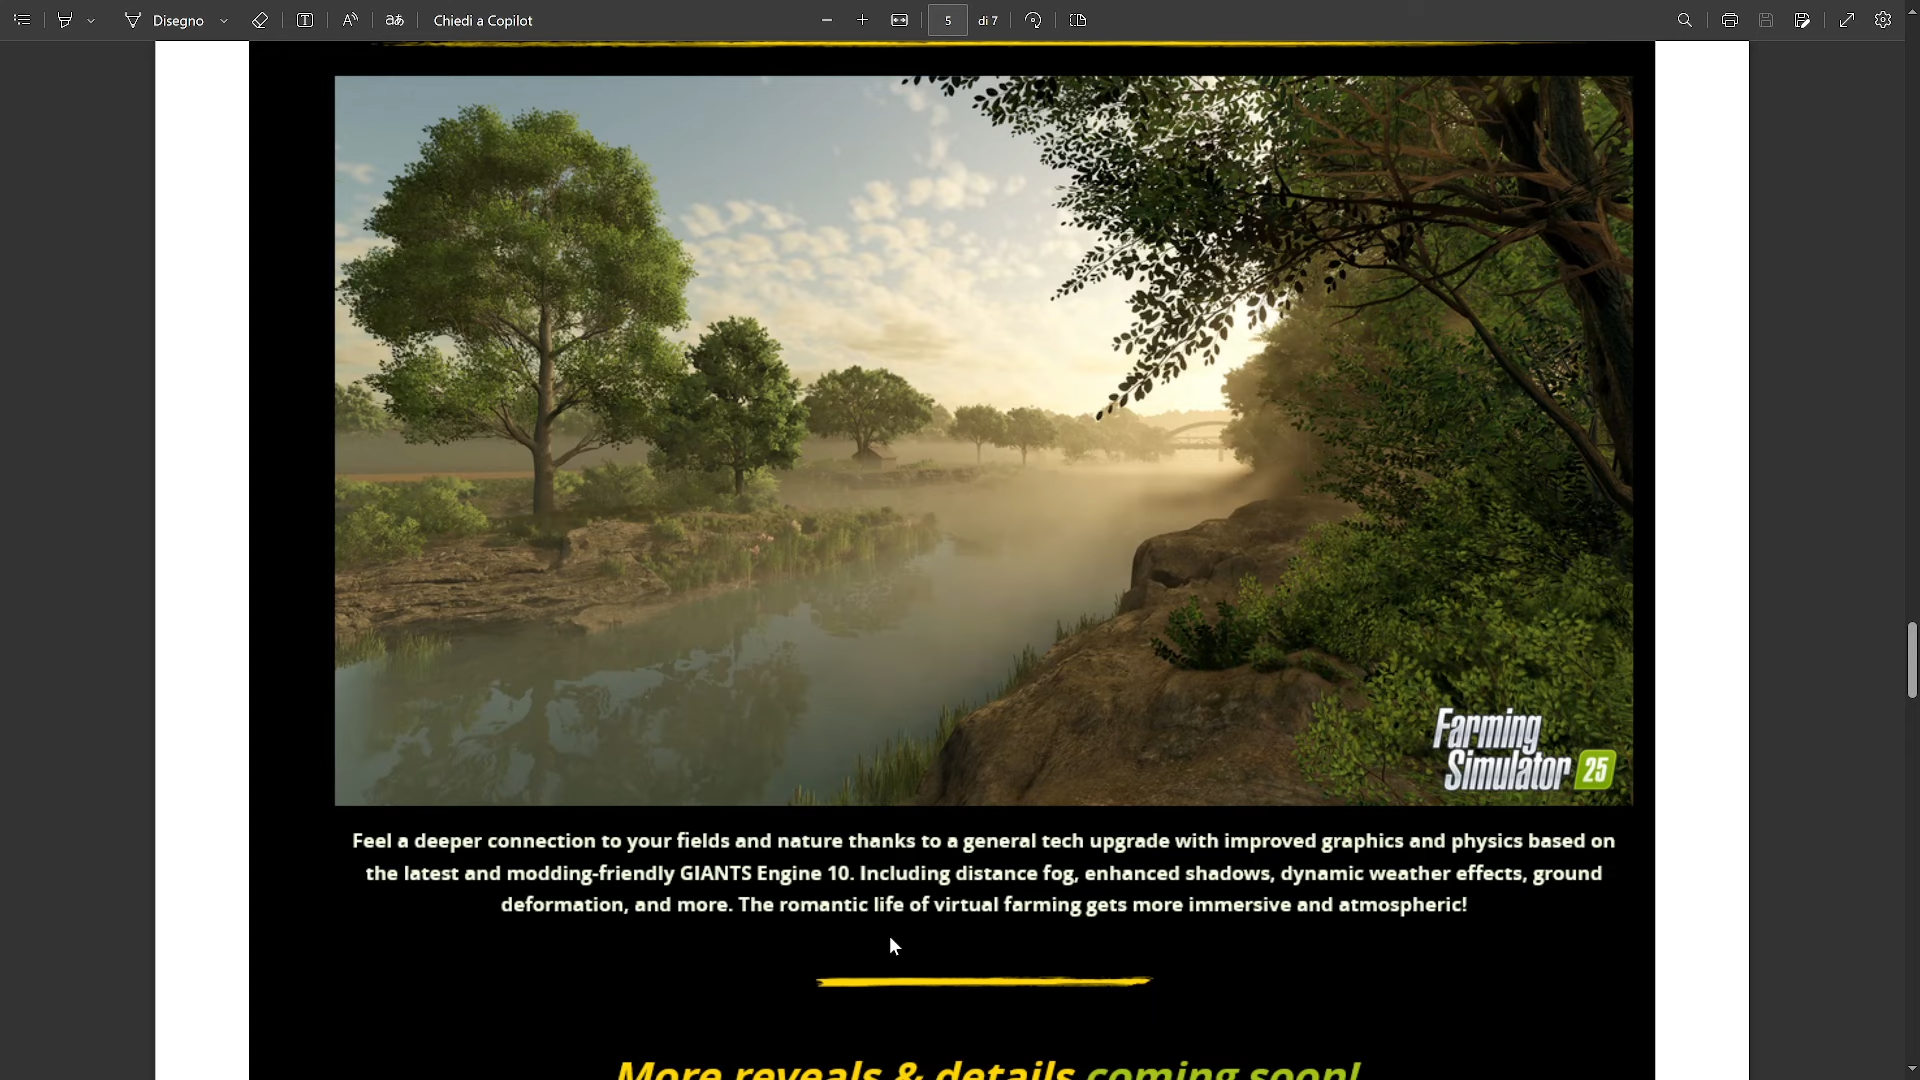 Disegno
Chiedi a Copilot
5 di 7
Farming
Simulator 25
Feel a deeper connection to your fields and nature thanks to a general tech upgrade with improved graphics and physics based on
the latest and modding-friendly GIANTS Engine 10. Including distance fog, enhanced shadows, dynamic weather effects, ground
deformation, and more. The romantic life of virtual farming gets more immersive and atmospheric!
More reveals & details coming soon!